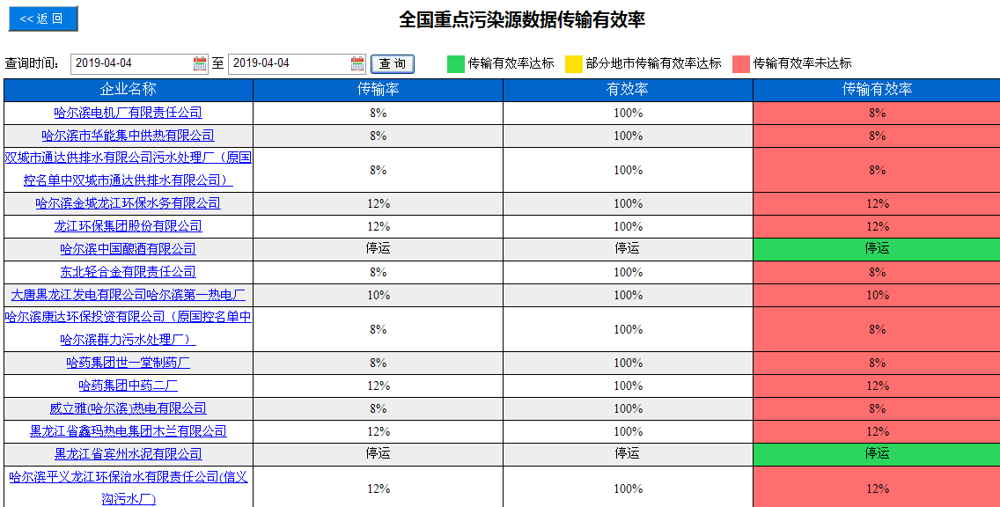 << 返 回
全国重点污染源数据传输有效率
查询时间: 2019-04-04 至 2019-04-04 查 询 传输有效率达标 部分地市传输有效率达标 传输有效率未达标
企业名称 传输率 有效率 传输有效率
哈尔滨电机厂有限责任公司 8% 100% 8%
哈尔滨市华能集中供热有限公司 8% 100% 8%
双城市通达供排水有限公司污水处理厂（原国
控名单中双城市通达供排水有限公司） 8% 100% 8%
哈尔滨金城龙江环保水务有限公司 12% 100% 12%
龙江环保集团股份有限公司 12% 100% 12%
哈尔滨中国酿酒有限公司 停运 停运 停运
东北轻合金有限责任公司 8% 100% 8%
大唐黑龙江发电有限公司哈尔滨第一热电厂 10% 100% 10%
哈尔滨康达环保投资有限公司（原国控名单中
哈尔滨群力污水处理厂） 8% 100% 8%
哈药集团世一堂制药厂 8% 100% 8%
哈药集团中药二厂 12% 100% 12%
威立雅(哈尔滨)热电有限公司 8% 100% 8%
黑龙江省鑫玛热电集团木兰有限公司 12% 100% 12%
黑龙江省宾州水泥有限公司 停运 停运 停运
哈尔滨平义龙江环保治水有限责任公司(信义
沟污水厂) 12% 100% 12%